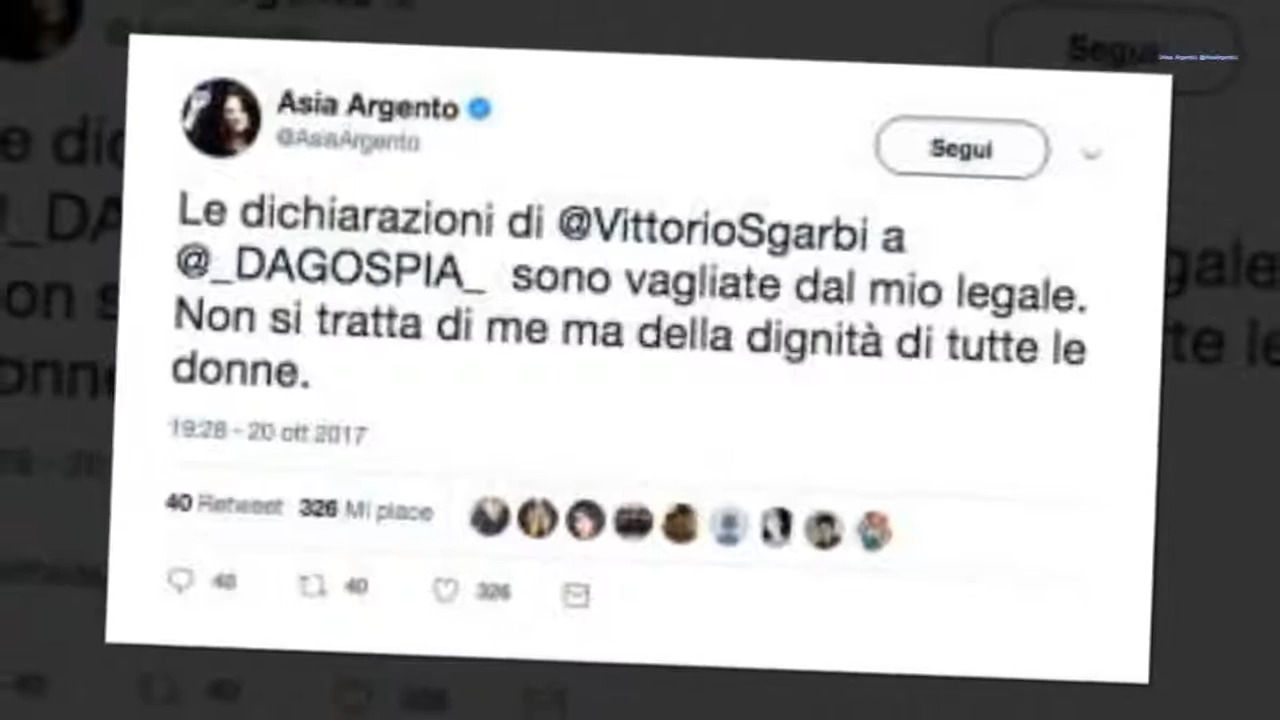 Segui
Asia Argento
@AsiaArgento
Segui
Le dichiarazioni di @VittorioSgarbi a
@_DAGOSPIA_ sono vagliate dal mio legale.
Non si tratta di me ma della dignità di tutte le
donne.
19:28 - 20 ott 2017
40 Retweet 326 Mi piace
40 326